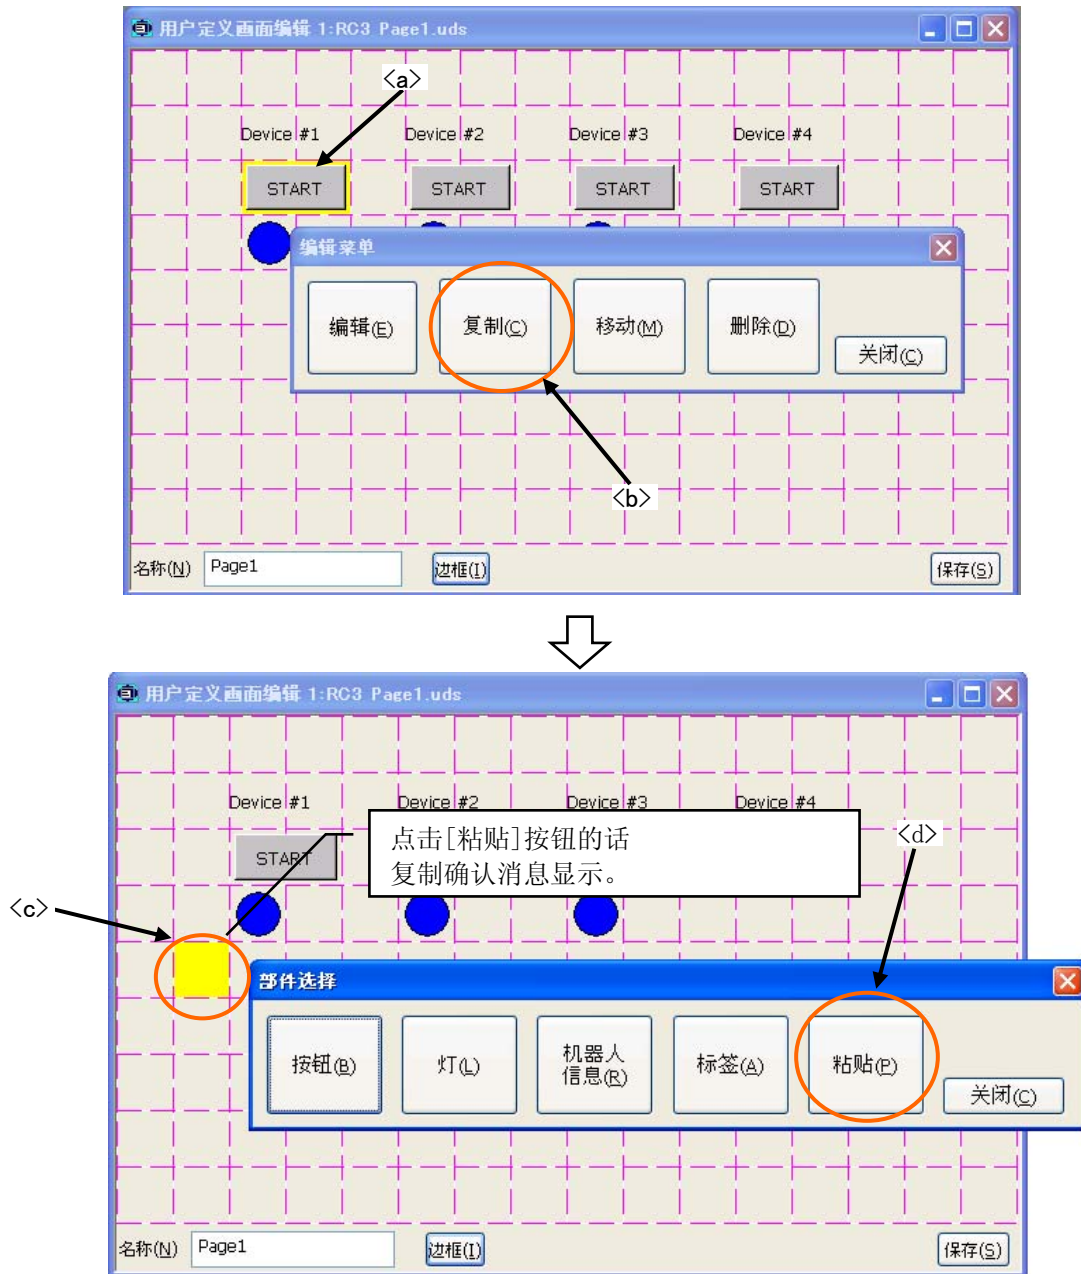 用户定义画面编辑 1:RC3 Page1.uds
<a>
Device #1 Device #2 Device #3 Device #4
START START START START
编辑菜单
编辑(E) 复制(C) 移动(M) 删除(D)
关闭(C)
<b>
名称(N) Page1 边框(I) 保存(S)
用户定义画面编辑 1:RC3 Page1.uds
Device #1 Device #2 Device #3 Device #4
点击[粘贴]按钮的话
复制确认消息显示。
<d>
START
<c>
部件选择
按钮(B) 灯(L) 机器人
信息(R) 标签(A) 粘贴(P)
关闭(C)
名称(N) Page1 边框(I) 保存(S)